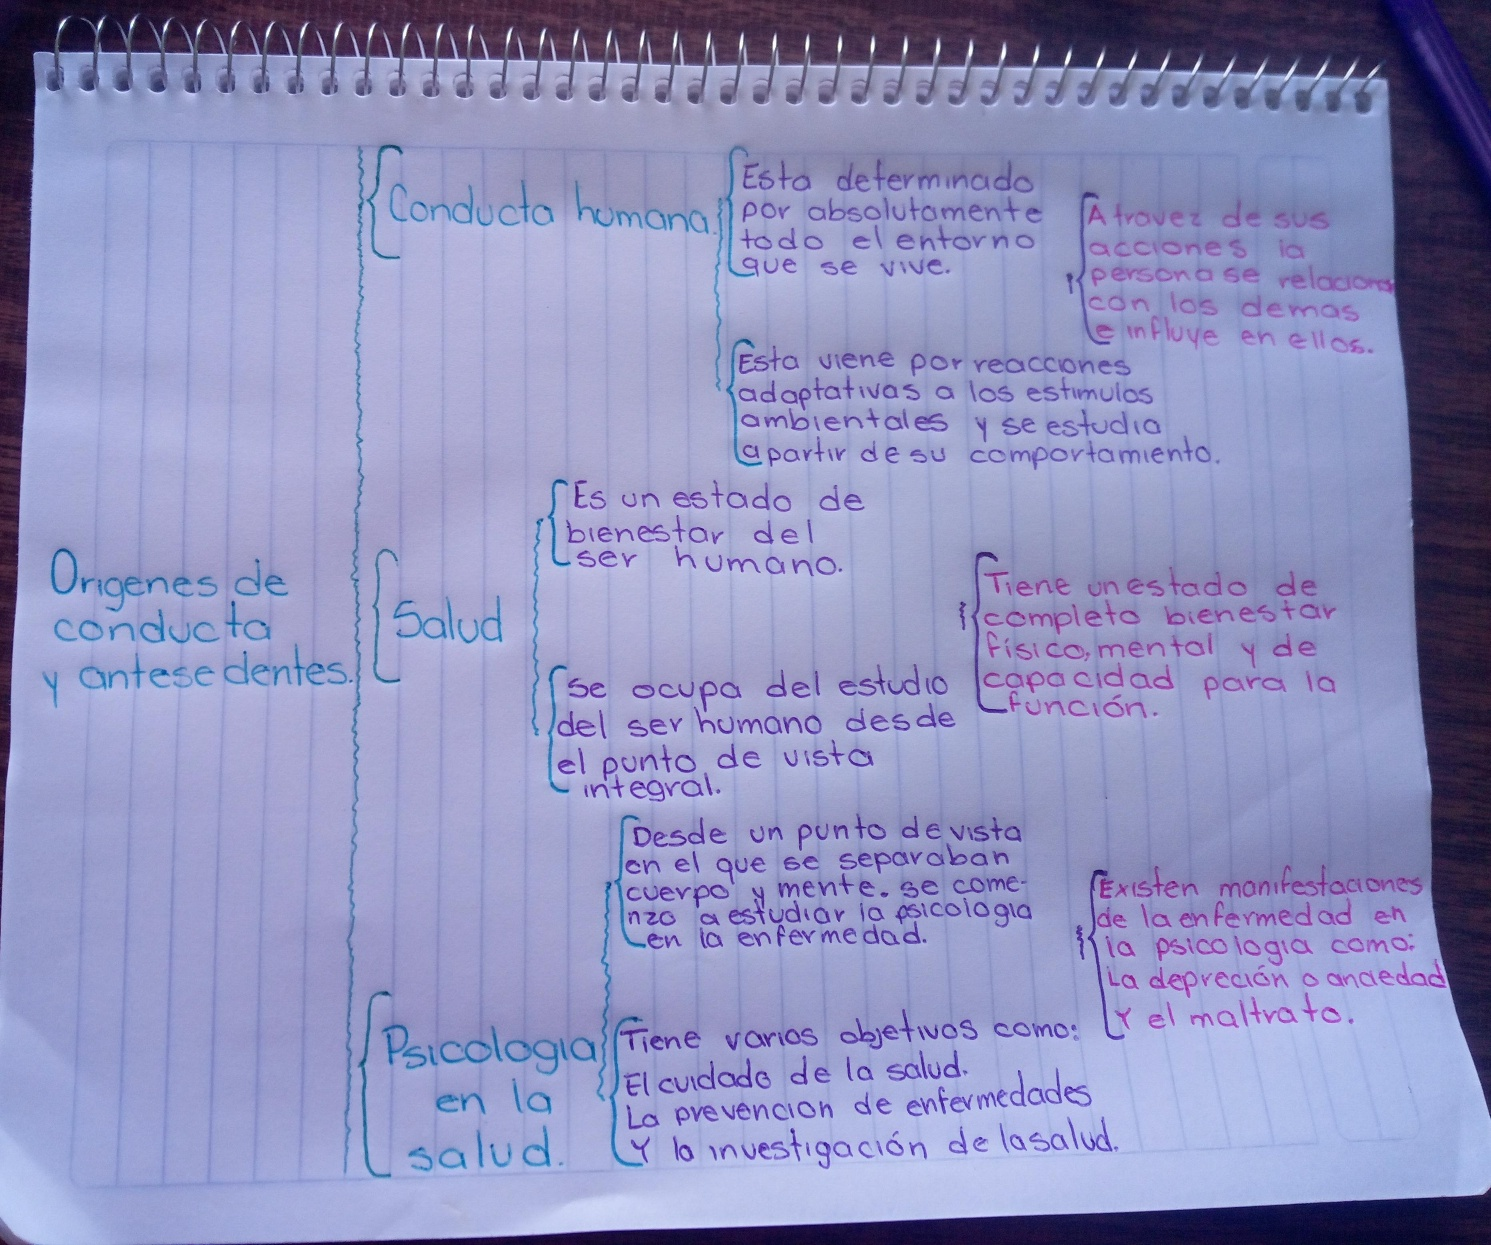 Origenes de
conducta
y antesedentes.
Conducta humana.
Esta determinado
por absolutamente
todo el entorno
que se vive.
Atravez de sus
acciones la
persona se relaciona
con los demas
e influye en ellos.
Esta viene por reacciones
adaptativas a los estimulos
ambientales y se estudia
apartir de su comportamiento.
Salud
Es un estado de
bienestar del
ser humano.
Se ocupa del estudio
del ser humano desde
el punto de vista
integral.
Tiene un estado de
completo bienestar
físico, mental y de
capacidad para la
función.
Psicologia
en la
salud.
Desde un punto de vista
en el que se separaban
cuerpo y mente. se come-
nzo a estudiar la psicologia
en la enfermedad.
Tiene varios objetivos como:
El cuidado de la salud.
La prevencion de enfermedades
Y la investigación de la salud.
Existen manifestaciones
de la enfermedad en
la psicologia como:
La depreción o anciedad
Y el maltrato.